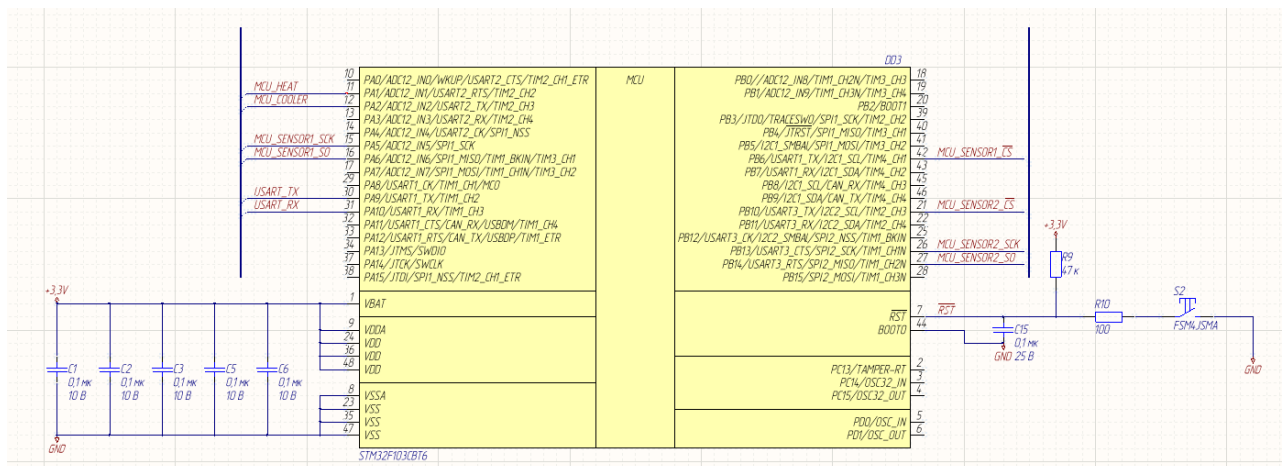 DD3
MCU
10 PA0/ADC12_IN0/WKUP/USART2_CTS/TIM2_CH1_ETR
MCU_HEAT 11 PA1/ADC12_IN1/USART2_RTS/TIM2_CH2
MCU_COOLER 12 PA2/ADC12_IN2/USART2_TX/TIM2_CH3
13 PA3/ADC12_IN3/USART2_RX/TIM2_CH4
14 PA4/ADC12_IN4/USART2_CK/SPI1_NSS
MCU_SENSOR1_SCK 15 PA5/ADC12_IN5/SPI1_SCK
MCU_SENSOR1_SO 16 PA6/ADC12_IN6/SPI1_MISO/TIM1_BKIN/TIM3_CH1
17 PA7/ADC12_IN7/SPI1_MOSI/TIM1_CH1N/TIM3_CH2
29 PA8/USART1_CK/TIM1_CH1/MCO
USART_TX 30 PA9/USART1_TX/TIM1_CH2
USART_RX 31 PA10/USART1_RX/TIM1_CH3
32 PA11/USART1_CTS/CAN_RX/USBDM/TIM1_CH4
33 PA12/USART1_RTS/CAN_TX/USBDP/TIM1_ETR
34 PA13/JTMS/SWDIO
37 PA14/JTCK/SWCLK
38 PA15/JTDI/SPI1_NSS/TIM2_CH1_ETR
1 VBAT
9 VDDA
24 VDD
36 VDD
48 VDD
8 VSSA
23 VSS
35 VSS
47 VSS
STM32F103CBT6
PB0//ADC12_IN8/TIM1_CH2N/TIM3_CH3 18
PB1/ADC12_IN9/TIM1_CH3N/TIM3_CH4 19
PB2/BOOT1 20
PB3/JTDO/TRACESWO/SPI1_SCK/TIM2_CH2 39
PB4/JTRST/SPI1_MISO/TIM3_CH1 40
PB5/I2C1_SMBAl/SPI1_MOSI/TIM3_CH2 41
PB6/USART1_TX/I2C1_SCL/TIM4_CH1 42 MCU_SENSOR1_CS
PB7/USART1_RX/I2C1_SDA/TIM4_CH2 43
PB8/I2C1_SCL/CAN_RX/TIM4_CH3 45
PB9/I2C1_SDA/CAN_TX/TIM4_CH4 46
PB10/USART3_TX/I2C2_SCL/TIM2_CH3 21 MCU_SENSOR2_CS
PB11/USART3_RX/I2C2_SDA/TIM2_CH4 22
PB12/USART3_CK/I2C2_SMBAl/SPI2_NSS/TIM1_BKIN 25
PB13/USART3_CTS/SPI2_SCK/TIM1_CH1N 26 MCU_SENSOR2_SCK
PB14/USART3_RTS/SPI2_MISO/TIM1_CH2N 27 MCU_SENSOR2_SO
PB15/SPI2_MOSI/TIM1_CH3N 28
RST 7 RST
BOOT0 44
PC13/TAMPER-RT 2
PC14/OSC32_IN 3
PC15/OSC32_OUT 4
PD0/OSC_IN 5
PD1/OSC_OUT 6
+3,3V
C1
0,1 мк
10 В
C2
0,1 мк
10 В
C3
0,1 мк
10 В
C5
0,1 мк
10 В
C6
0,1 мк
10 В
GND
+3,3V
R9
47 к
R10
100
S2
FSM4JSMA
C15
0,1 мк
25 В
GND
GND